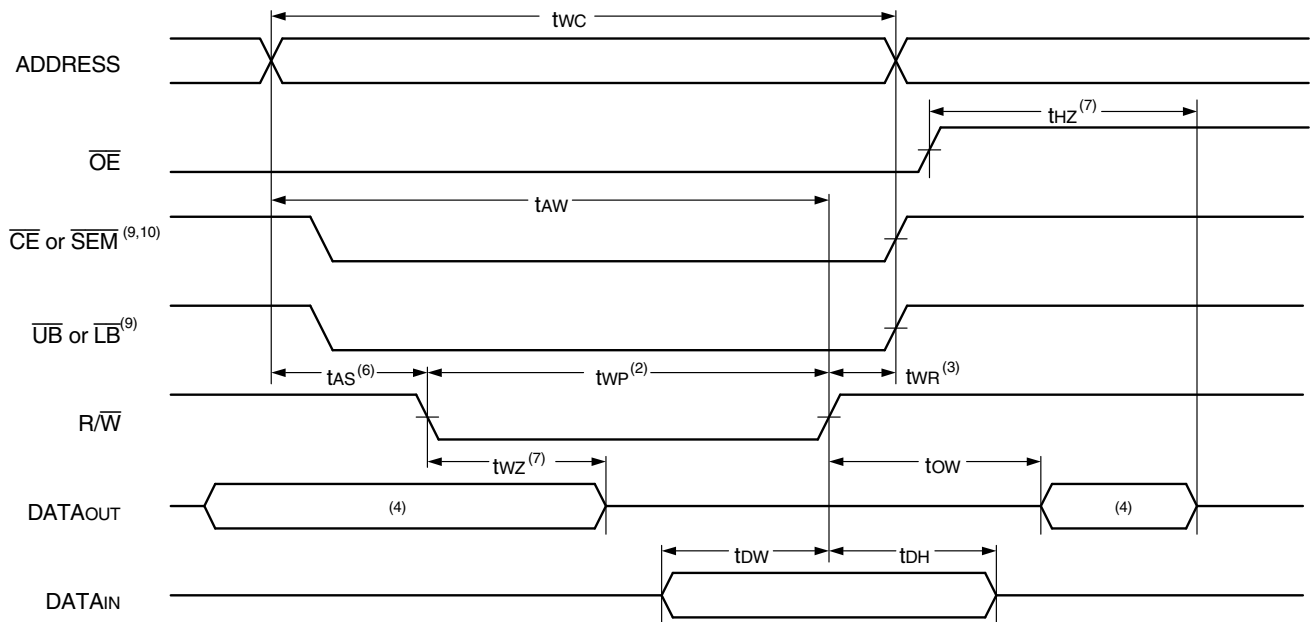 tWC
ADDRESS
tHZ(7)
OE
tAW
CE or SEM (9,10)
UB or LB(9)
tAS(6)
tWP(2)
tWR(3)
R/W
tWZ(7)
tOW
DATAOUT
(4)
(4)
tDW
tDH
DATAIN